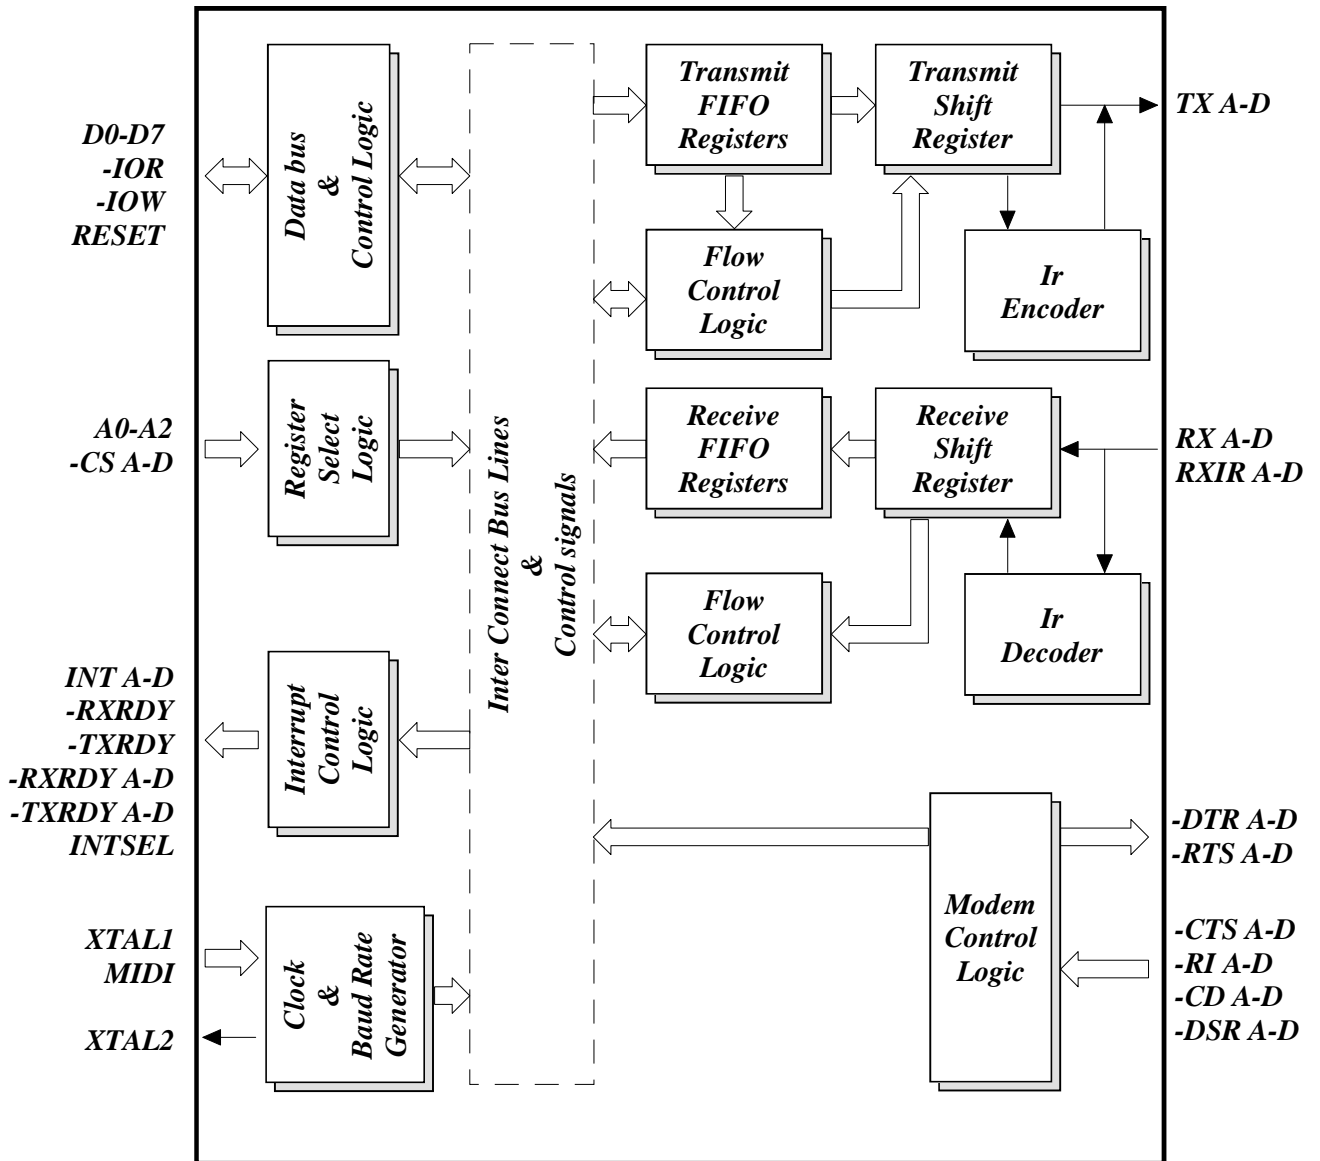 D0-D7
-IOR
-IOW
RESET
Data bus
&
Control Logic
A0-A2
-CS A-D
Register
Select
Logic
INT A-D
-RXRDY
-TXRDY
-RXRDY A-D
-TXRDY A-D
INTSEL
Interrupt
Control
Logic
XTAL1
MIDI
XTAL2
Clock
&
Baud Rate
Generator
Inter Connect Bus Lines
&
Control signals
Transmit
FIFO
Registers
Transmit
Shift
Register
TX A-D
Flow
Control
Logic
Ir
Encoder
Receive
FIFO
Registers
Receive
Shift
Register
RX A-D
RXIR A-D
Flow
Control
Logic
Ir
Decoder
Modem
Control
Logic
-DTR A-D
-RTS A-D
-CTS A-D
-RI A-D
-CD A-D
-DSR A-D